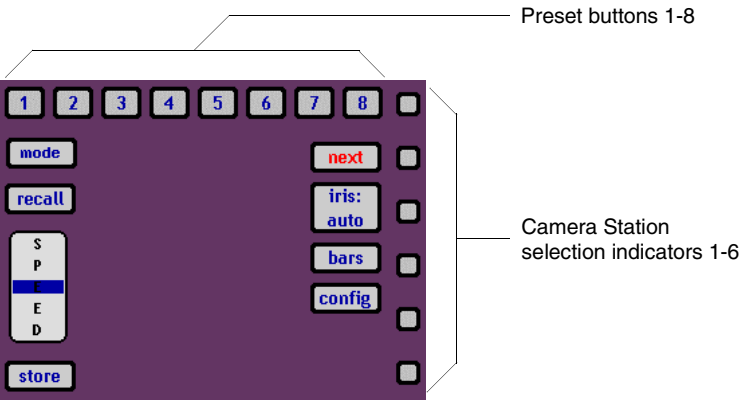 Preset buttons 1-8
1 2 3 4 5 6 7 8
mode
next
recall
iris:
auto
S
P
E
E
D
bars
config
store
Camera Station
selection indicators 1-6